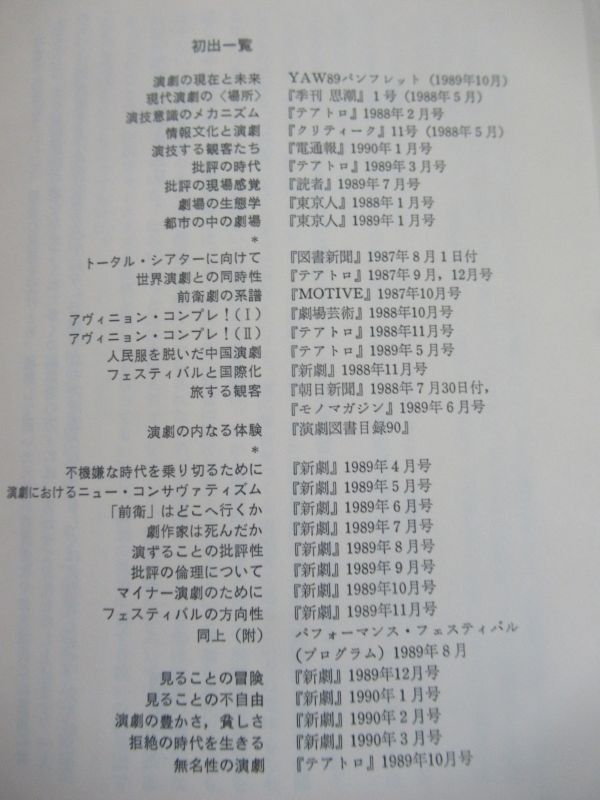 初出一覧
演劇の現在と未来 YAW89パンフレット（1989年10月）
現代演劇の〈場所〉 『季刊 思潮』1号（1988年5月）
演技意識のメカニズム 『テアトロ』1988年2月号
情報文化と演劇 『クリティーク』11号（1988年5月）
演技する観客たち 『電通報』1990年1月号
批評の時代 『テアトロ』1989年3月号
批評の現場感覚 『読者』1989年7月号
劇場の生態学 『東京人』1988年1月号
都市の中の劇場 『東京人』1989年1月号
*
トータル・シアターに向けて 『図書新聞』1987年8月1日付
世界演劇との同時性 『テアトロ』1987年9月，12月号
前衛劇の系譜 『MOTIVE』1987年10月号
アヴィニョン・コンプレ！（Ⅰ） 『劇場芸術』1988年10月号
アヴィニョン・コンプレ！（Ⅱ） 『テアトロ』1988年11月号
人民服を脱いだ中国演劇 『テアトロ』1989年5月号
フェスティバルと国際化 『新劇』1988年11月号
旅する観客 『朝日新聞』1988年7月30日付，
『モノマガジン』1989年6月号
演劇の内なる体験 『演劇図書目録90』
*
不機嫌な時代を乗り切るために 『新劇』1989年4月号
演劇におけるニュー・コンサヴァティズム 『新劇』1989年5月号
「前衛」はどこへ行くか 『新劇』1989年6月号
劇作家は死んだか 『新劇』1989年7月号
演ずることの批評性 『新劇』1989年8月号
批評の倫理について 『新劇』1989年9月号
マイナー演劇のために 『新劇』1989年10月号
フェスティバルの方向性 『新劇』1989年11月号
同上（附） パフォーマンス・フェスティバル
（プログラム）1989年8月
見ることの冒険 『新劇』1989年12月号
見ることの不自由 『新劇』1990年1月号
演劇の豊かさ，貧しさ 『新劇』1990年2月号
拒絶の時代を生きる 『新劇』1990年3月号
無名性の演劇 『テアトロ』1989年10月号